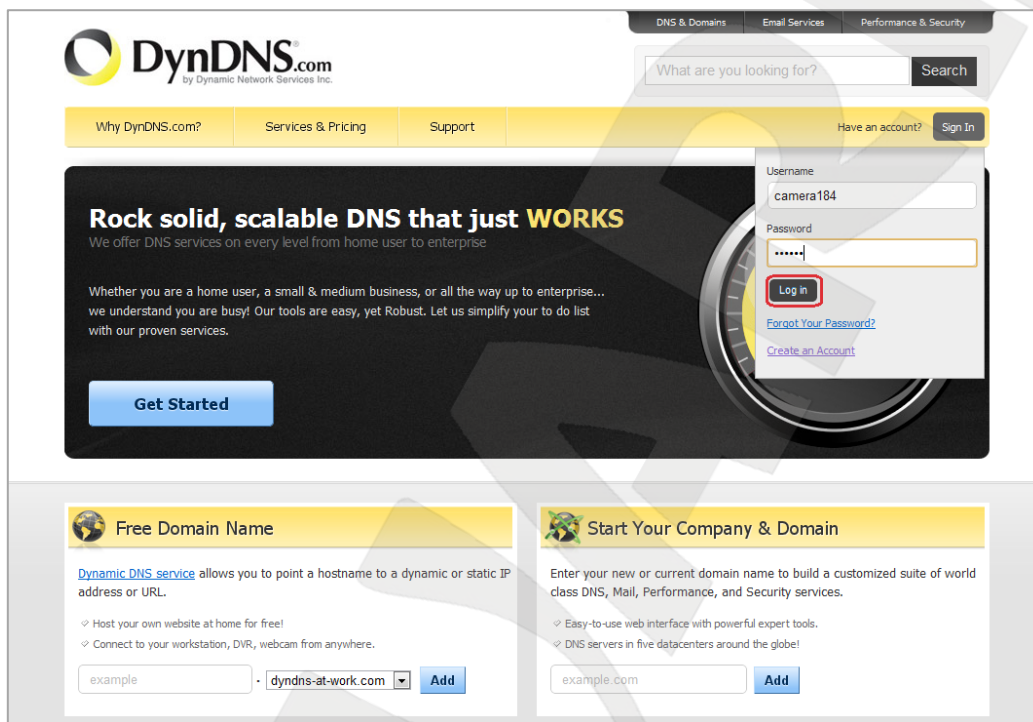 DNS & Domains Email Services Performance & Security
DynDNS.com
by Dynamic Network Services Inc.
What are you looking for? Search
Why DynDNS.com? Services & Pricing Support Have an account? Sign In
Username
camera184
Password
••••••
Log in
Forgot Your Password?
Create an Account
Rock solid, scalable DNS that just WORKS
We offer DNS services on every level from home user to enterprise
Whether you are a home user, a small & medium business, or all the way up to enterprise...
we understand you are busy! Our tools are easy, yet Robust. Let us simplify your to do list
with our proven services.
Get Started
Free Domain Name
Dynamic DNS service allows you to point a hostname to a dynamic or static IP
address or URL.
Host your own website at home for free!
Connect to your workstation, DVR, webcam from anywhere.
example . dyndns-at-work.com Add
Start Your Company & Domain
Enter your new or current domain name to build a customized suite of world
class DNS, Mail, Performance, and Security services.
Easy-to-use web interface with powerful expert tools.
DNS servers in five datacenters around the globe!
example.com Add